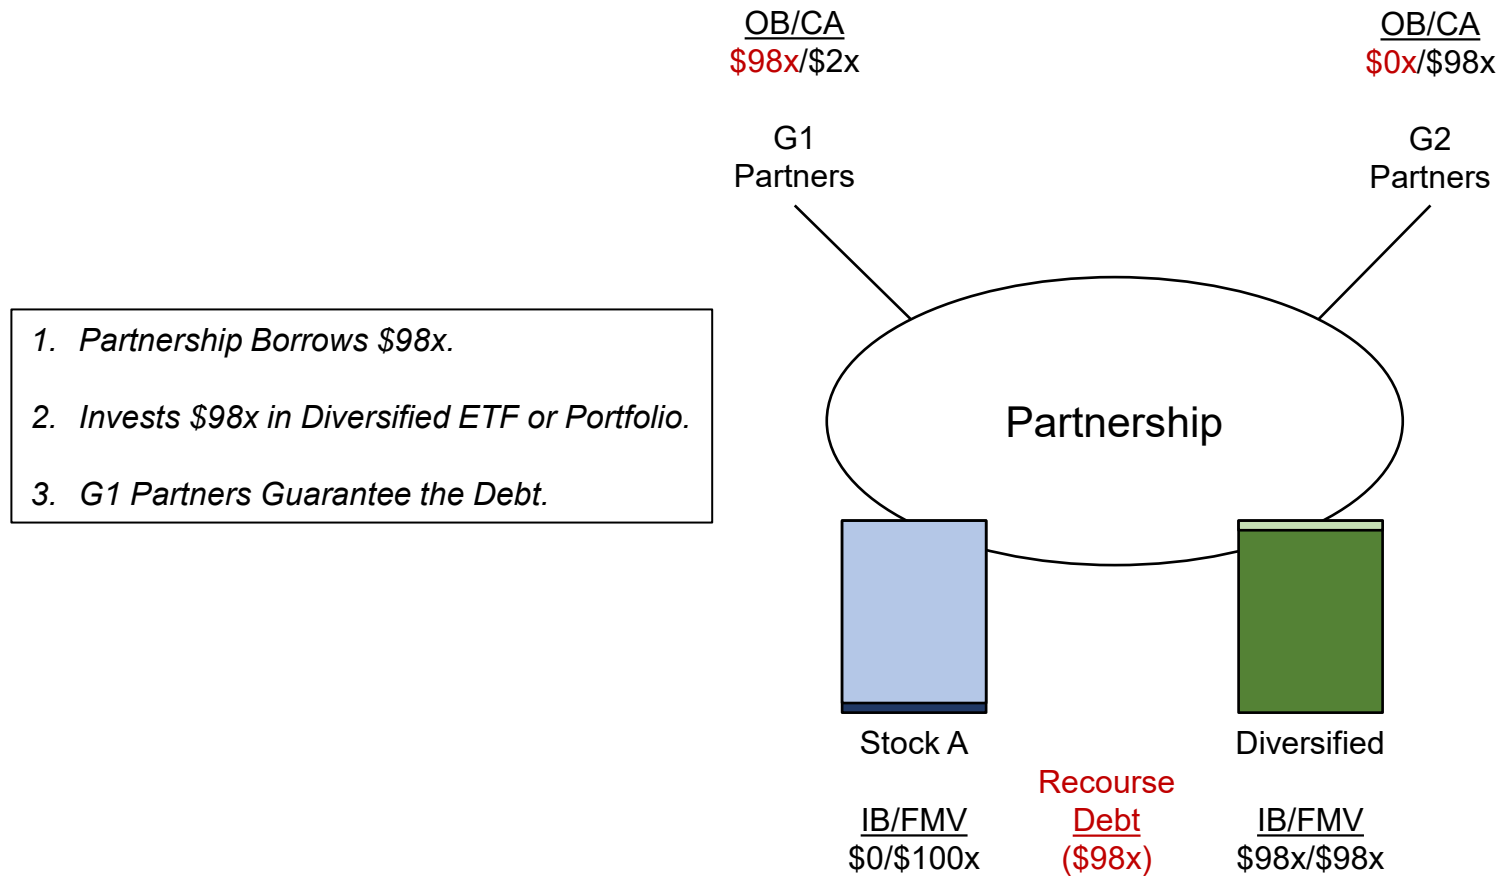 OB/CA
$98x/$2x
OB/CA
$0x/$98x
G1
Partners
G2
Partners
1. Partnership Borrows $98x.
2. Invests $98x in Diversified ETF or Portfolio.
3. G1 Partners Guarantee the Debt.
Partnership
Stock A
Diversified
Recourse
Debt
($98x)
IB/FMV
$0/$100x
IB/FMV
$98x/$98x